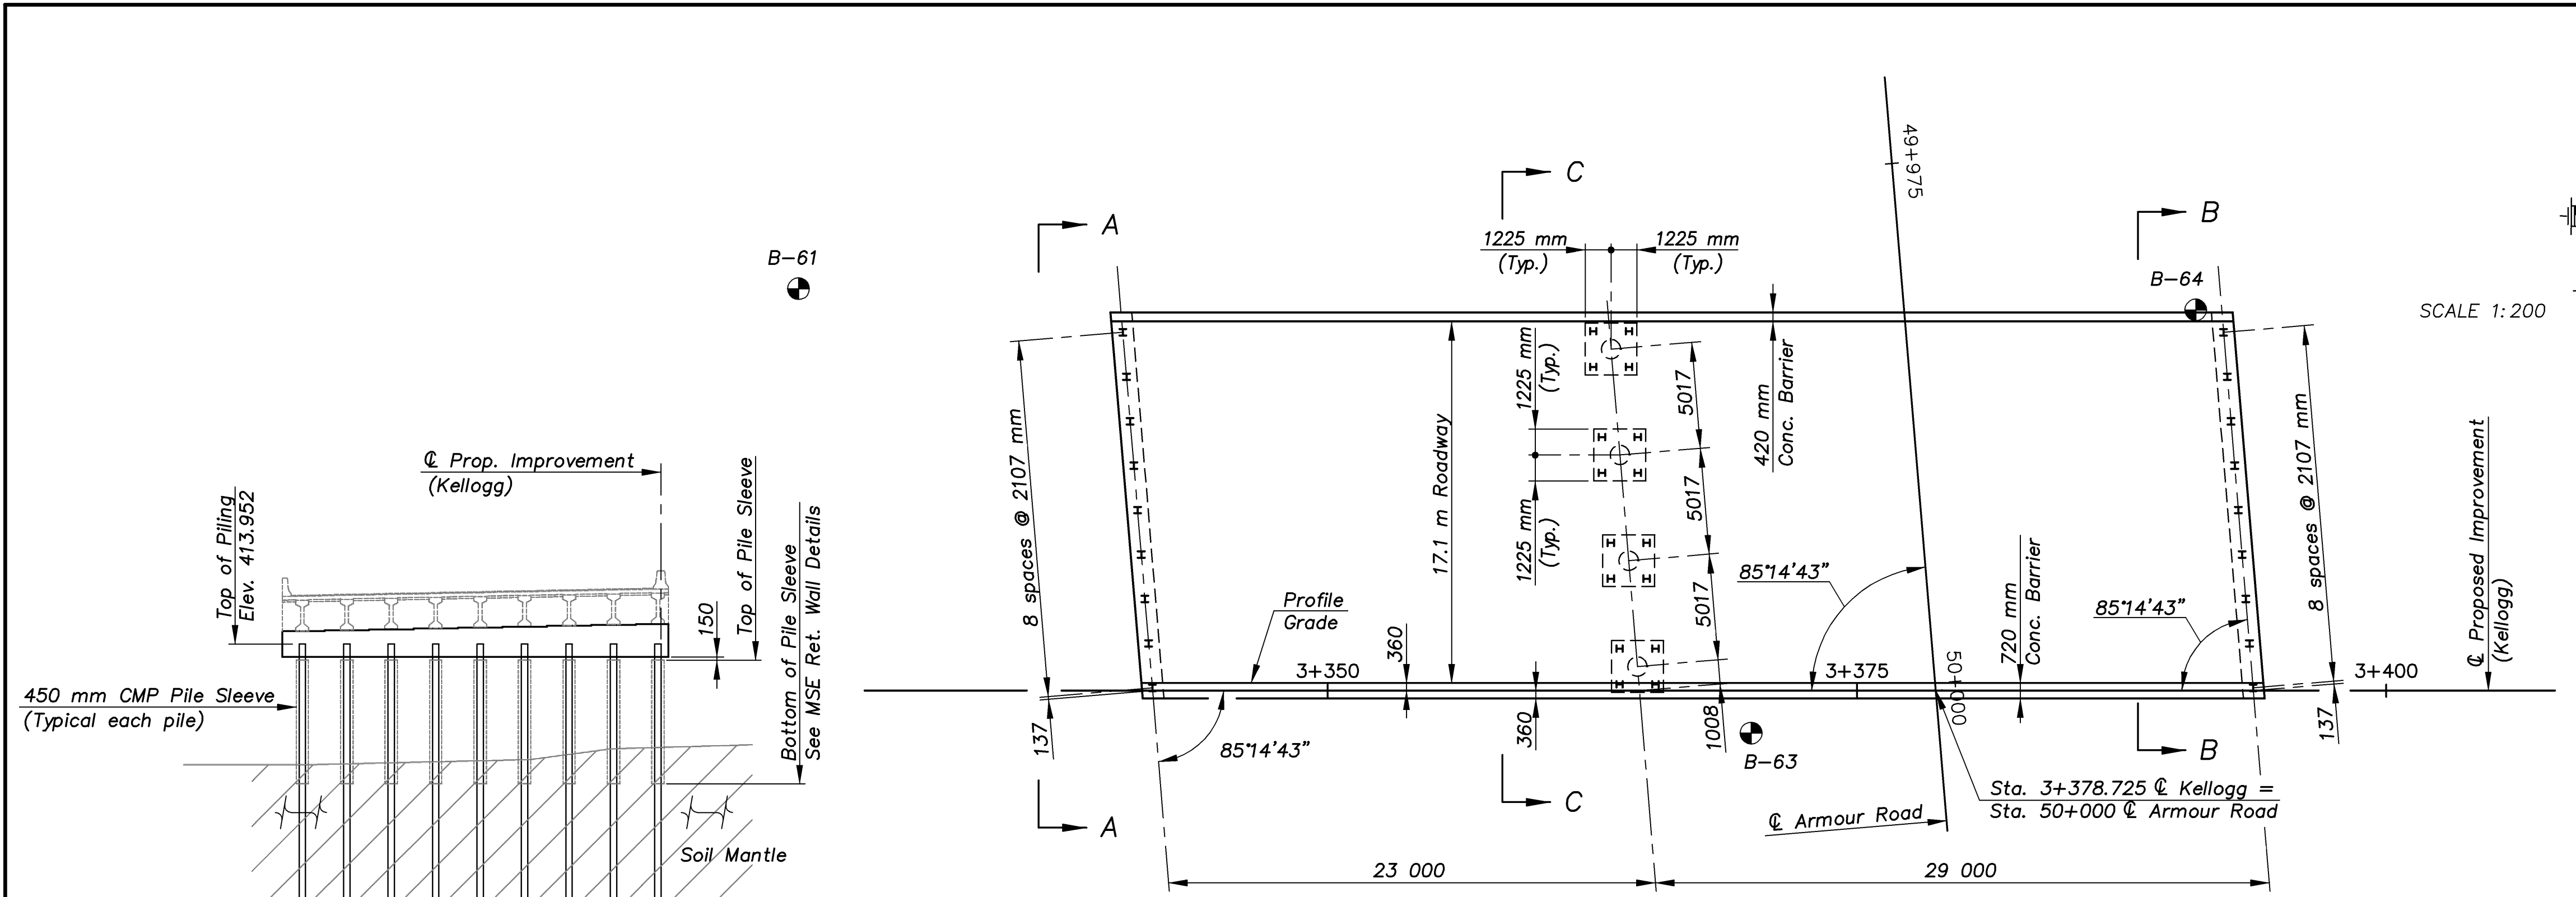 B-61
℄ Prop. Improvement
(Kellogg)
Top of Piling
Elev. 413.952
150
Top of Pile Sleeve
Bottom of Pile Sleeve
See MSE Ret. Wall Details
450 mm CMP Pile Sleeve
(Typical each pile)
Soil Mantle
A
C
B
1225 mm
(Typ.)
1225 mm
(Typ.)
49+975
B-64
SCALE 1:200
8 spaces @ 2107 mm
137
17.1 m Roadway
1225 mm
(Typ.)
1225 mm
(Typ.)
5017
5017
5017
1008
420 mm
Conc. Barrier
85°14'43"
Profile
Grade
3+350
360
360
3+375
50+000
720 mm
Conc. Barrier
85°14'43"
8 spaces @ 2107 mm
137
3+400
℄ Proposed Improvement
(Kellogg)
85°14'43"
B-63
A
C
B
℄ Armour Road
Sta. 3+378.725 ℄ Kellogg =
Sta. 50+000 ℄ Armour Road
23 000
29 000